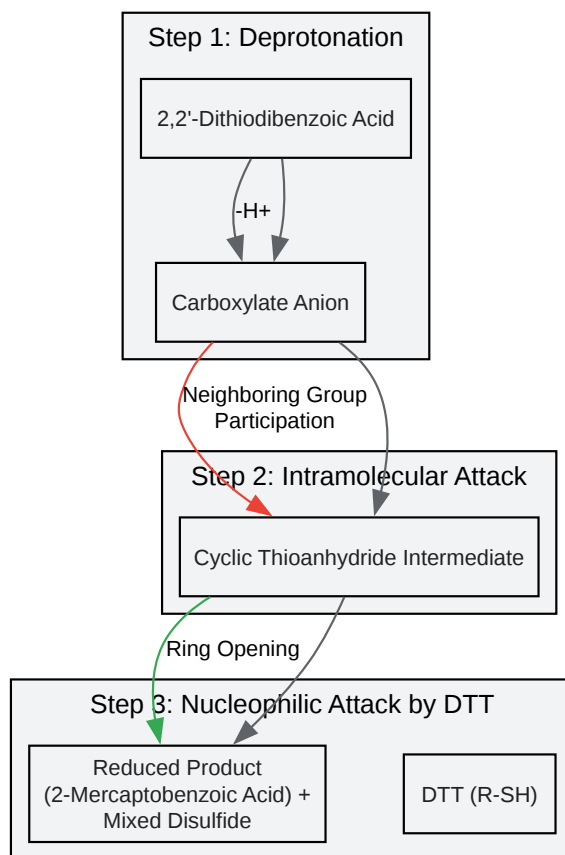 Step 1: Deprotonation
2,2'-Dithiodibenzoic Acid
-H+
Carboxylate Anion
Neighboring Group
Participation
Step 2: Intramolecular Attack
Cyclic Thioanhydride Intermediate
Ring Opening
Step 3: Nucleophilic Attack by DTT
Reduced Product
(2-Mercaptobenzoic Acid) +
Mixed Disulfide
DTT (R-SH)